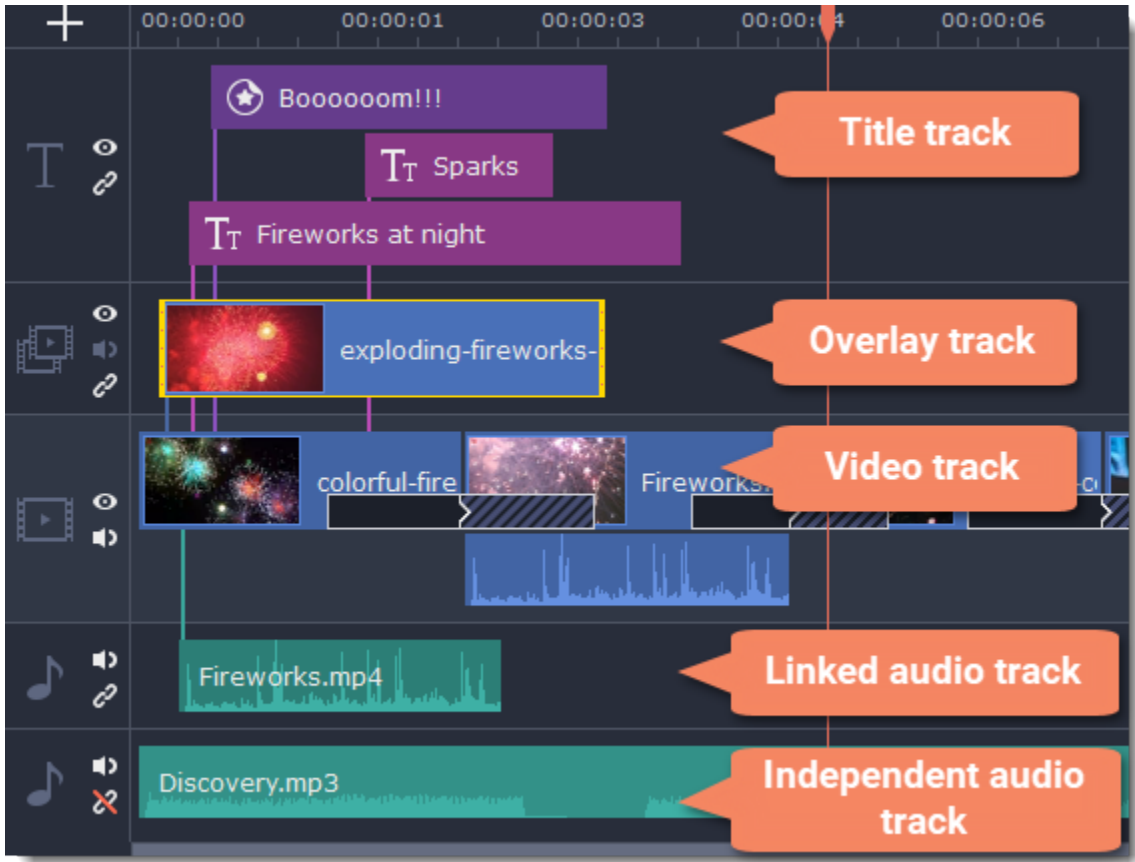 00:00:00 00:00:01 00:00:03 00:00:04 00:00:06
Boooooom!!!
Title track
Sparks
Fireworks at night
exploding-fireworks-
Overlay track
colorful-fire
Fireworks.
Video track
Fireworks.mp4
Linked audio track
Discovery.mp3
Independent audio
track